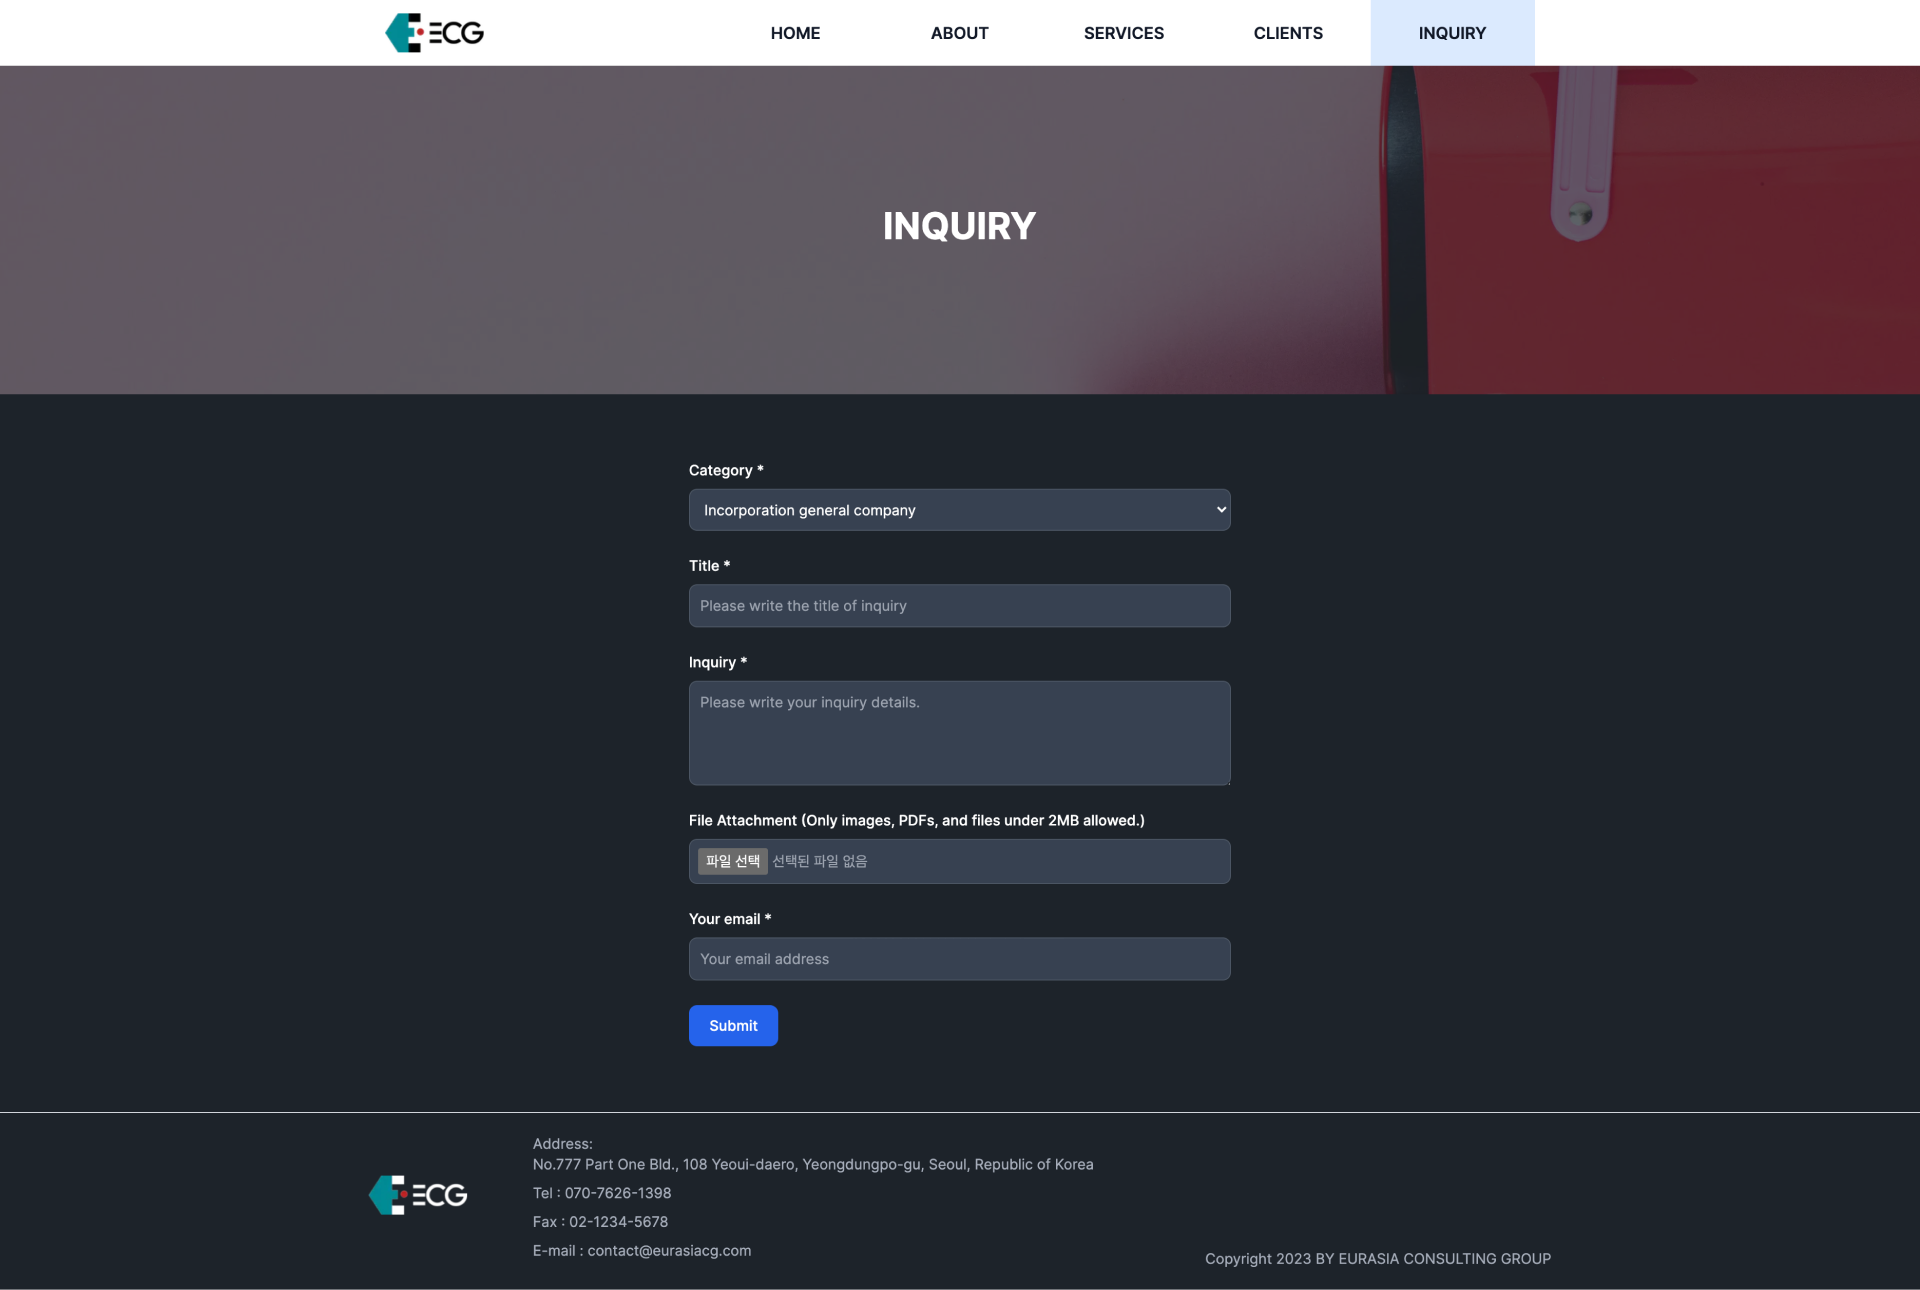 ECG
HOME
ABOUT
SERVICES
CLIENTS
INQUIRY
INQUIRY
Category *
Incorporation general company
Title *
Please write the title of inquiry
Inquiry *
Please write your inquiry details.
File Attachment (Only images, PDFs, and files under 2MB allowed.)
파일 선택 선택된 파일 없음
Your email *
Your email address
Submit
ECG
Address:
No.777 Part One Bld., 108 Yeoui-daero, Yeongdungpo-gu, Seoul, Republic of Korea
Tel : 070-7626-1398
Fax : 02-1234-5678
E-mail : contact@eurasiacg.com
Copyright 2023 BY EURASIA CONSULTING GROUP